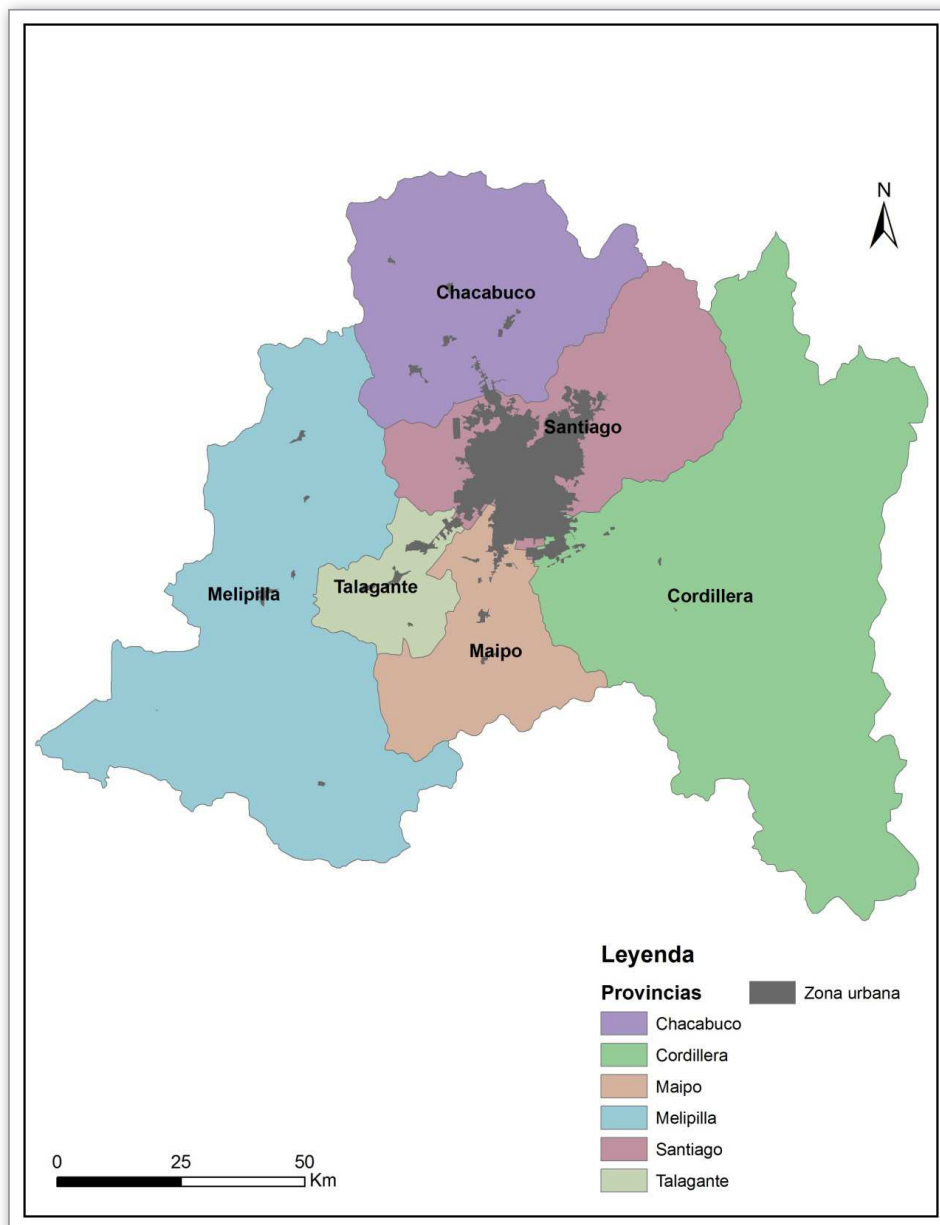 N
Chacabuco
Santiago
Melipilla
Talagante
Cordillera
Maipo
Leyenda
Provincias
Zona urbana
Chacabuco
Cordillera
Maipo
Melipilla
Santiago
Talagante
0 25 50
Km